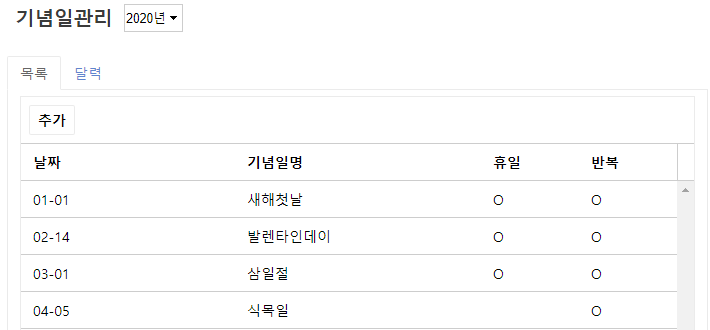 기념일관리 2020년
목록 달력
추가
날짜 기념일명 휴일 반복
01-01 새해첫날 O O
02-14 발렌타인데이 O O
03-01 삼일절 O O
04-05 식목일 O